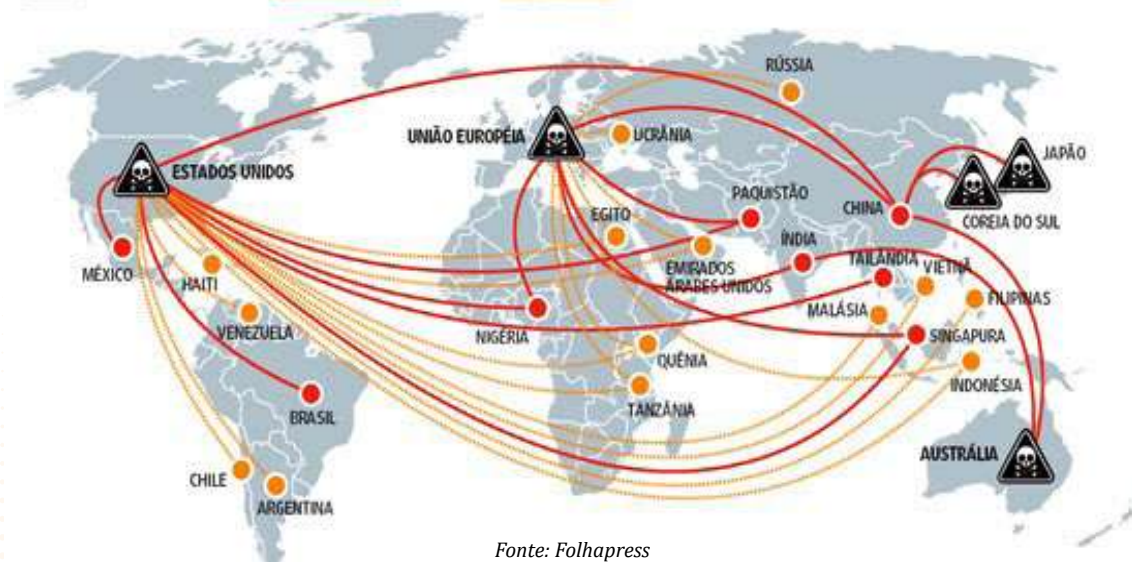 RÚSSIA
UNIÃO EUROPÉIA
UCRÂNIA
ESTADOS UNIDOS
JAPÃO
PAQUISTÃO
CHINA
COREIA DO SUL
EGITO
ÍNDIA
MÉXICO
HAITI
EMIRADOS
ÁRABES UNIDOS
TAILÂNDIA
VIETNÃ
MALÁSIA
FILIPINAS
VENEZUELA
NIGÉRIA
SINGAPURA
QUÊNIA
INDONÉSIA
BRASIL
TANZÂNIA
AUSTRÁLIA
CHILE
ARGENTINA
Fonte: Folhapress